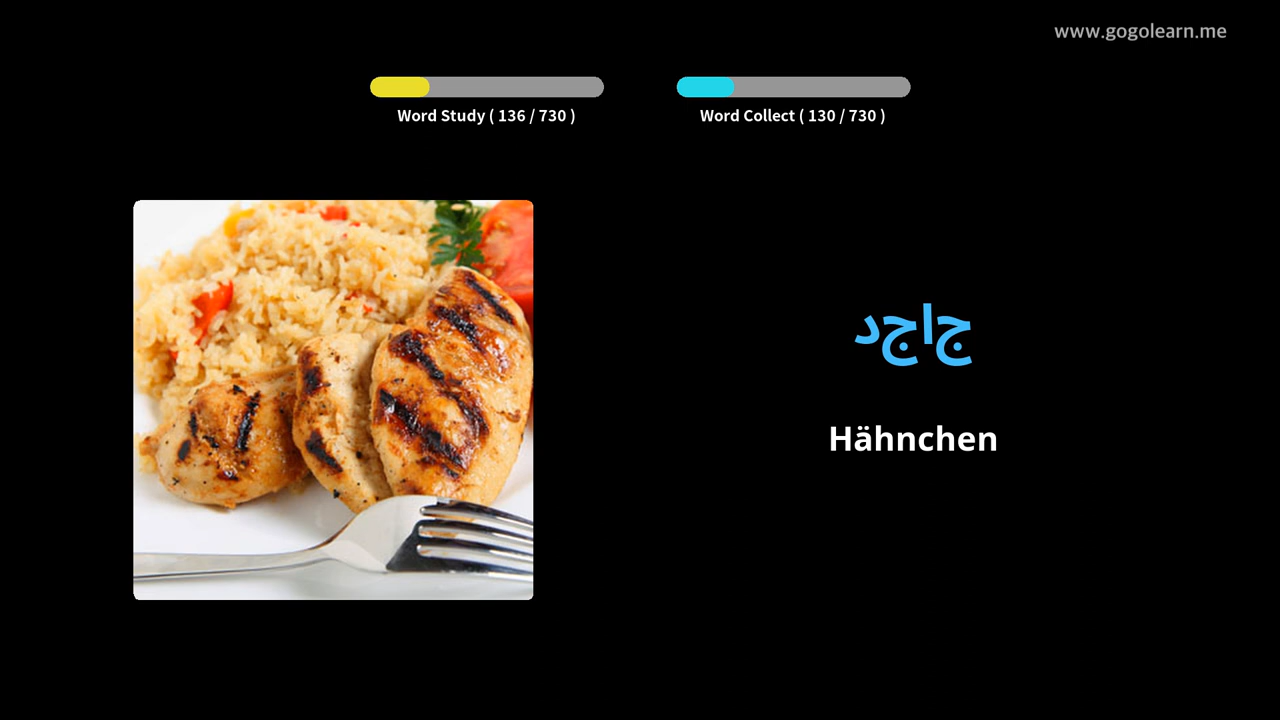 www.gogolearn.me
Word Study ( 136 / 730 )
Word Collect ( 130 / 730 )
جاجد
Hähnchen